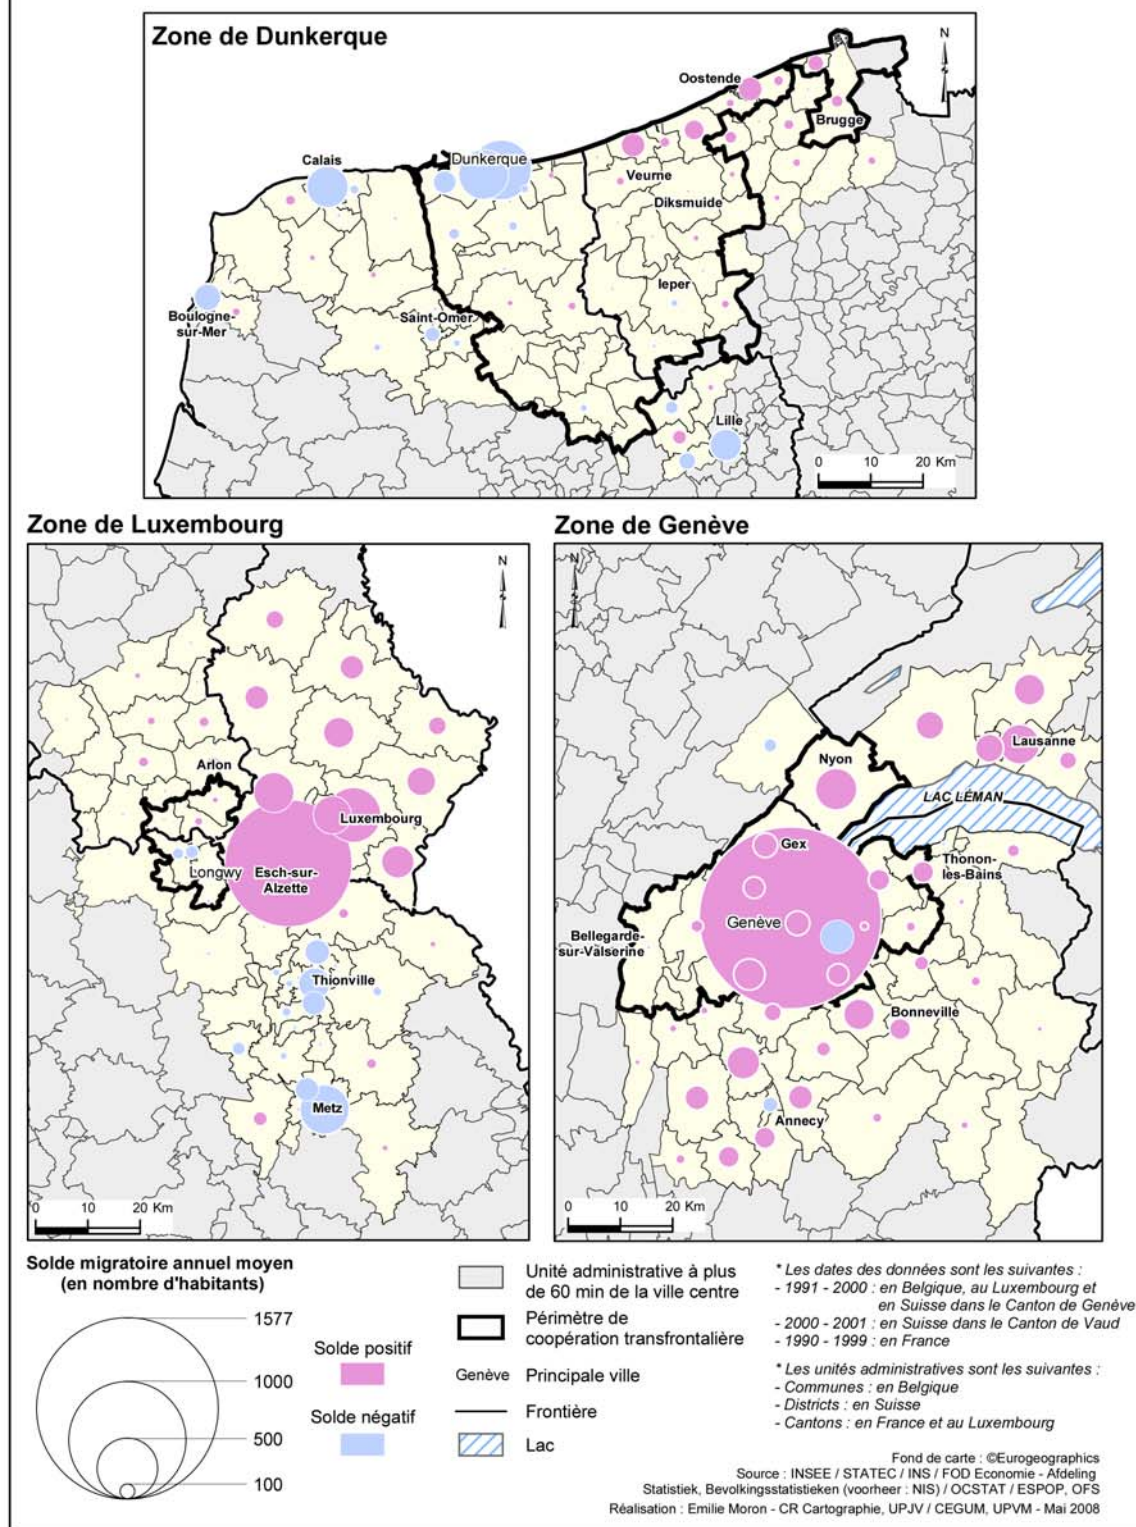 Zone de Dunkerque
N
Oostende
Brugge
Calais
Dunkerque
Veurne
Diksmuide
Ieper
Boulogne-
sur-Mer
Saint-Omer
Lille
0 10 20 Km
Zone de Luxembourg
N
Arlon
Luxembourg
Longwy
Esch-sur-
Alzette
Thionville
Metz
0 10 20 Km
Zone de Genève
N
Lausanne
Nyon
LAC LÉMAN
Gex
Thonon-
les-Bains
Genève
Bellegarde-
sur-Valserine
Bonneville
Annecy
0 10 20 Km
Solde migratoire annuel moyen
(en nombre d'habitants)
1577
1000
500
100
Solde positif
Solde négatif
Unité administrative à plus
de 60 min de la ville centre
Périmètre de
coopération transfrontalière
Genève Principale ville
Frontière
Lac
* Les dates des données sont les suivantes :
- 1991 - 2000 : en Belgique, au Luxembourg et
en Suisse dans le Canton de Genève
- 2000 - 2001 : en Suisse dans le Canton de Vaud
- 1990 - 1999 : en France
* Les unités administratives sont les suivantes :
- Communes : en Belgique
- Districts : en Suisse
- Cantons : en France et au Luxembourg
Fond de carte : ©Eurogeographics
Source : INSEE / STATEC / INS / FOD Economie - Afdeling
Statistiek, Bevolkingsstatistieken (voorheer : NIS) / OCSTAT / ESPOP, OFS
Réalisation : Emilie Moron - CR Cartographie, UPJV / CEGUM, UPVM - Mai 2008